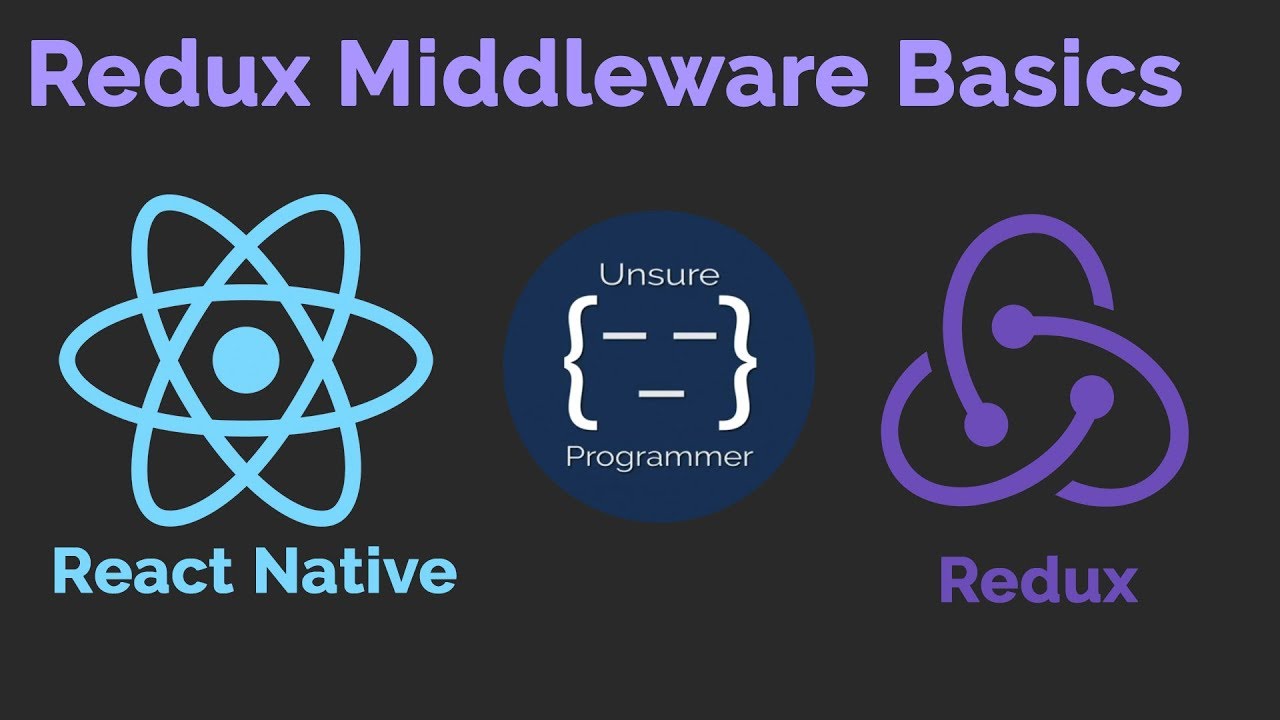 Redux Middleware Basics
Unsure
{– –}
–
Programmer
React Native
Redux